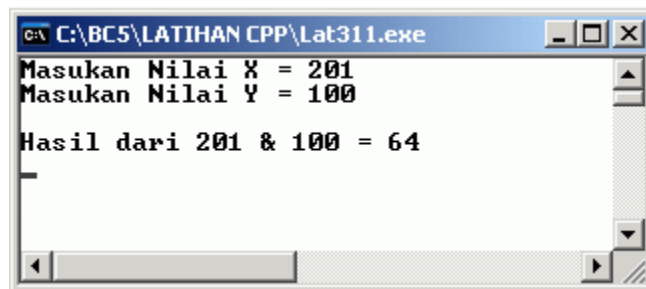 C:\BC5\LATIHAN CPP\Lat311.exe
Masukan Nilai X = 201
Masukan Nilai Y = 100
Hasil dari 201 & 100 = 64